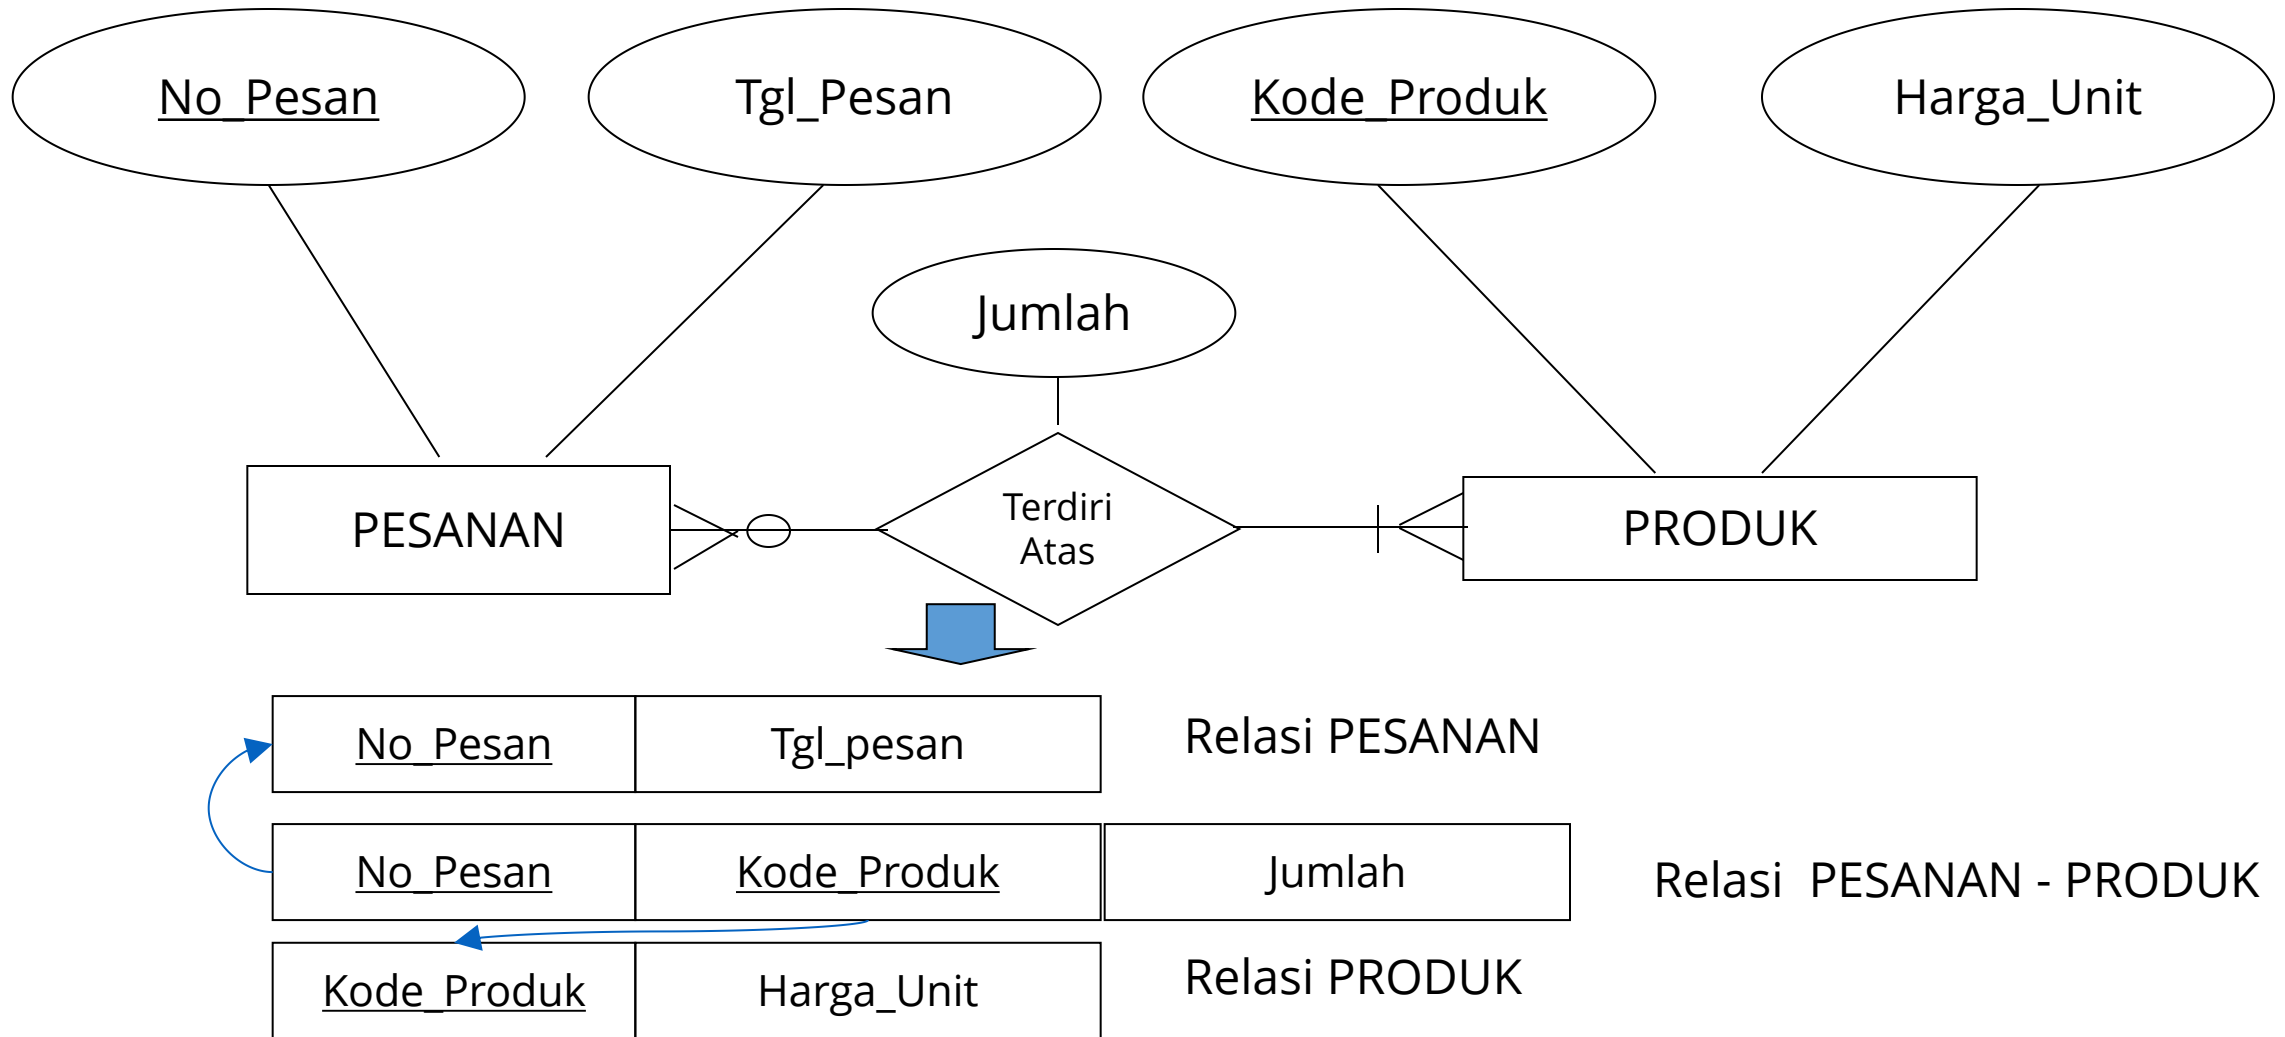 No_Pesan
Tgl_Pesan
Kode_Produk
Harga_Unit
Jumlah
PESANAN
Terdiri
Atas
PRODUK
No_Pesan
Tgl_pesan
Relasi PESANAN
No_Pesan
Kode_Produk
Jumlah
Relasi  PESANAN - PRODUK
Kode_Produk
Harga_Unit
Relasi PRODUK